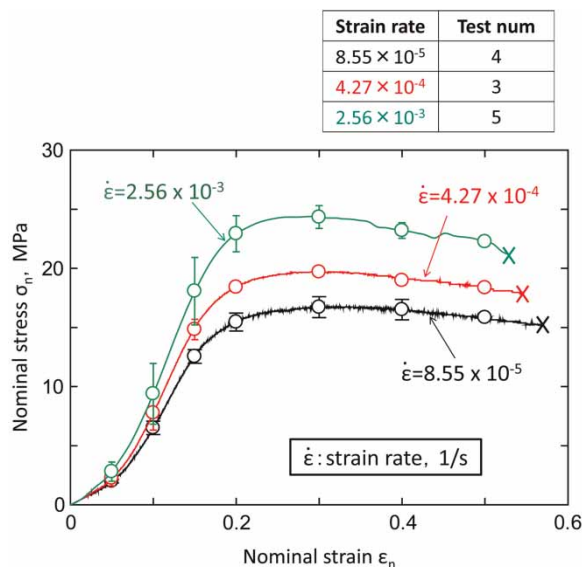 Strain rate Test num
8.55 × 10⁻⁵ 4
4.27 × 10⁻⁴ 3
2.56 × 10⁻³ 5
30
ε̇=2.56 x 10⁻³
ε̇=4.27 x 10⁻⁴
20
Nominal stress σₙ, MPa
10
ε̇=8.55 x 10⁻⁵
ε̇ : strain rate, 1/s
0
0 0.2 0.4 0.6
Nominal strain εₙ